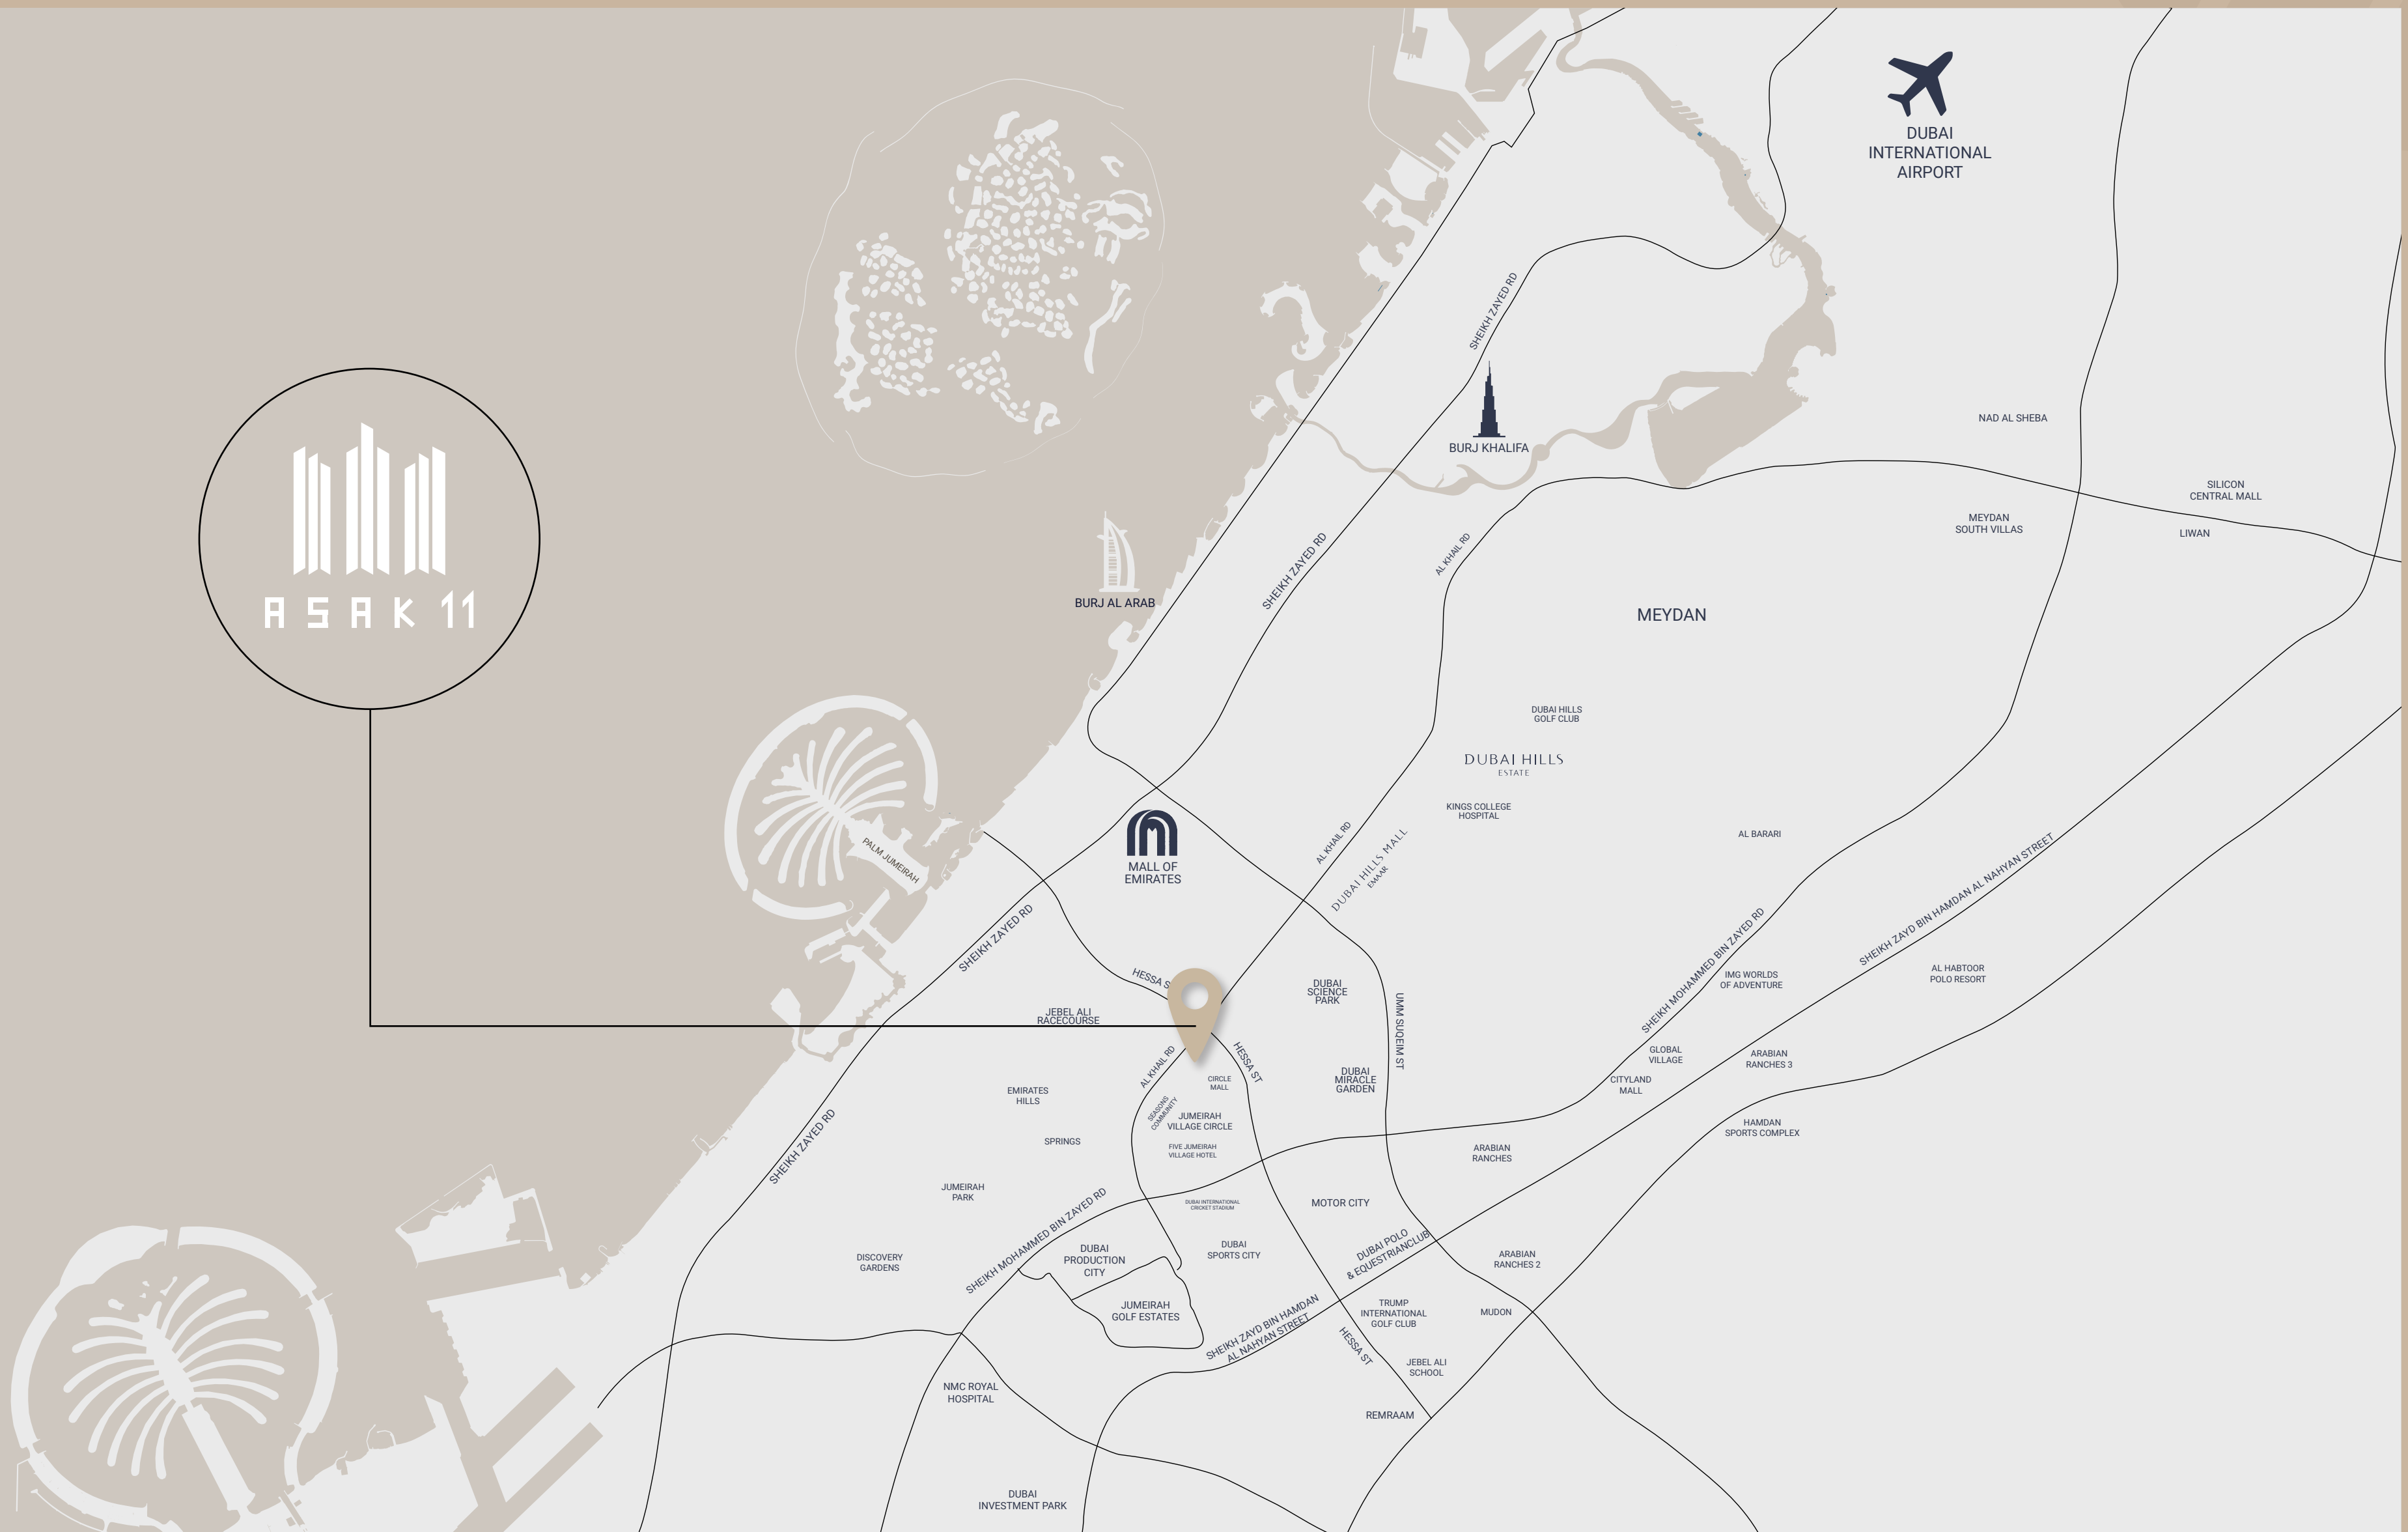 DUBAI
INTERNATIONAL
AIRPORT
SHEIKH ZAYED RD
BURJ KHALIFA
NAD AL SHEBA
SILICON
CENTRAL MALL
MEYDAN
SOUTH VILLAS
LIWAN
AL KHAIL RD
SHEIKH ZAYED RD
BURJ AL ARAB
ASAK 11
MEYDAN
DUBAI HILLS
GOLF CLUB
DUBAI HILLS
ESTATE
KINGS COLLEGE
HOSPITAL
AL BARARI
AL KHAIL RD
DUBAI HILLS MALL
EMAAR
PALM JUMEIRAH
MALL OF
EMIRATES
SHEIKH ZAYED RD
SHEIKH ZAYD BIN HAMDAN AL NAHYAN STREET
SHEIKH MOHAMMED BIN ZAYED RD
IMG WORLDS
OF ADVENTURE
AL HABTOOR
POLO RESORT
HESSA S
DUBAI
SCIENCE
PARK
UMM SUQEIM ST
JEBEL ALI
RACECOURSE
GLOBAL
VILLAGE
ARABIAN
RANCHES 3
CITYLAND
MALL
AL KHAIL RD
HESSA ST
CIRCLE
MALL
DUBAI
MIRACLE
GARDEN
EMIRATES
HILLS
SEASONS
COMMUNITY
JUMEIRAH
VILLAGE CIRCLE
HAMDAN
SPORTS COMPLEX
SHEIKH ZAYED RD
SPRINGS
FIVE JUMEIRAH
VILLAGE HOTEL
ARABIAN
RANCHES
JUMEIRAH
PARK
SHEIKH MOHAMMED BIN ZAYED RD
DUBAI INTERNATIONAL
CRICKET STADIUM
MOTOR CITY
DISCOVERY
GARDENS
DUBAI
PRODUCTION
CITY
DUBAI
SPORTS CITY
DUBAI POLO
& EQUESTRIANCLUB
ARABIAN
RANCHES 2
JUMEIRAH
GOLF ESTATES
SHEIKH ZAYD BIN HAMDAN
AL NAHYAN STREET
TRUMP
INTERNATIONAL
GOLF CLUB
MUDON
HESSA ST
JEBEL ALI
SCHOOL
NMC ROYAL
HOSPITAL
REMRAAM
DUBAI
INVESTMENT PARK